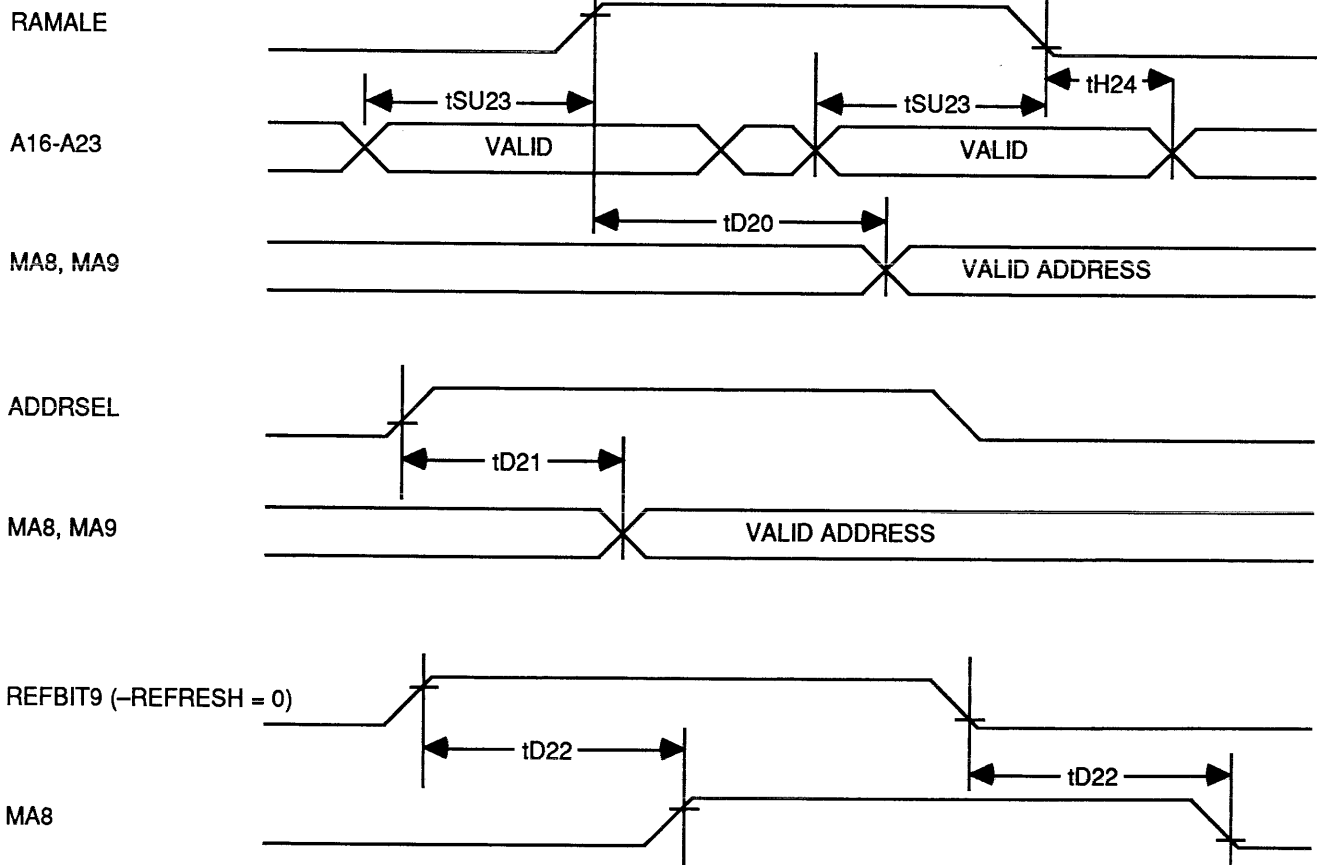 RAMALE
tSU23
tSU23
tH24
A16-A23
VALID
VALID
tD20
MA8, MA9
VALID ADDRESS
ADDRSEL
tD21
MA8, MA9
VALID ADDRESS
REFBIT9 (–REFRESH = 0)
tD22
tD22
MA8